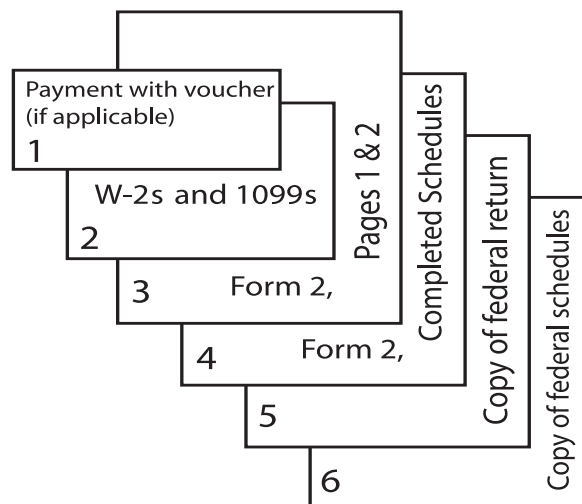 Payment with voucher
(if applicable)
1
W-2s and 1099s
2
Pages 1 & 2
Form 2,
3
Completed Schedules
Form 2,
4
Copy of federal return
5
Copy of federal schedules
6